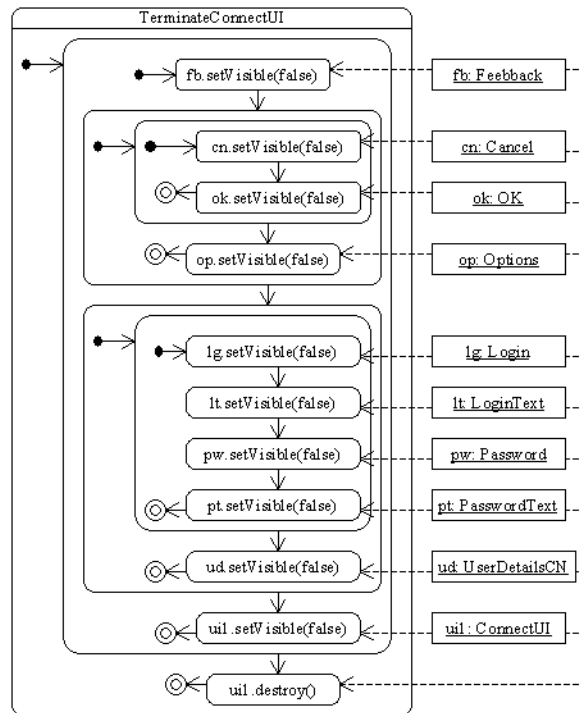 TerminateConnectUI
fb.setVisible(false)
fb: Feebback
cn.setVisible(false)
cn: Cancel
ok.setVisible(false)
ok: OK
op.setVisible(false)
op: Options
lg.setVisible(false)
lg: Login
lt.setVisible(false)
lt: LoginText
pw.setVisible(false)
pw: Password
pt.setVisible(false)
pt: PasswordText
ud.setVisible(false)
ud: UserDetailsCN
ui1.setVisible(false)
ui1: ConnectUI
ui1.destroy()